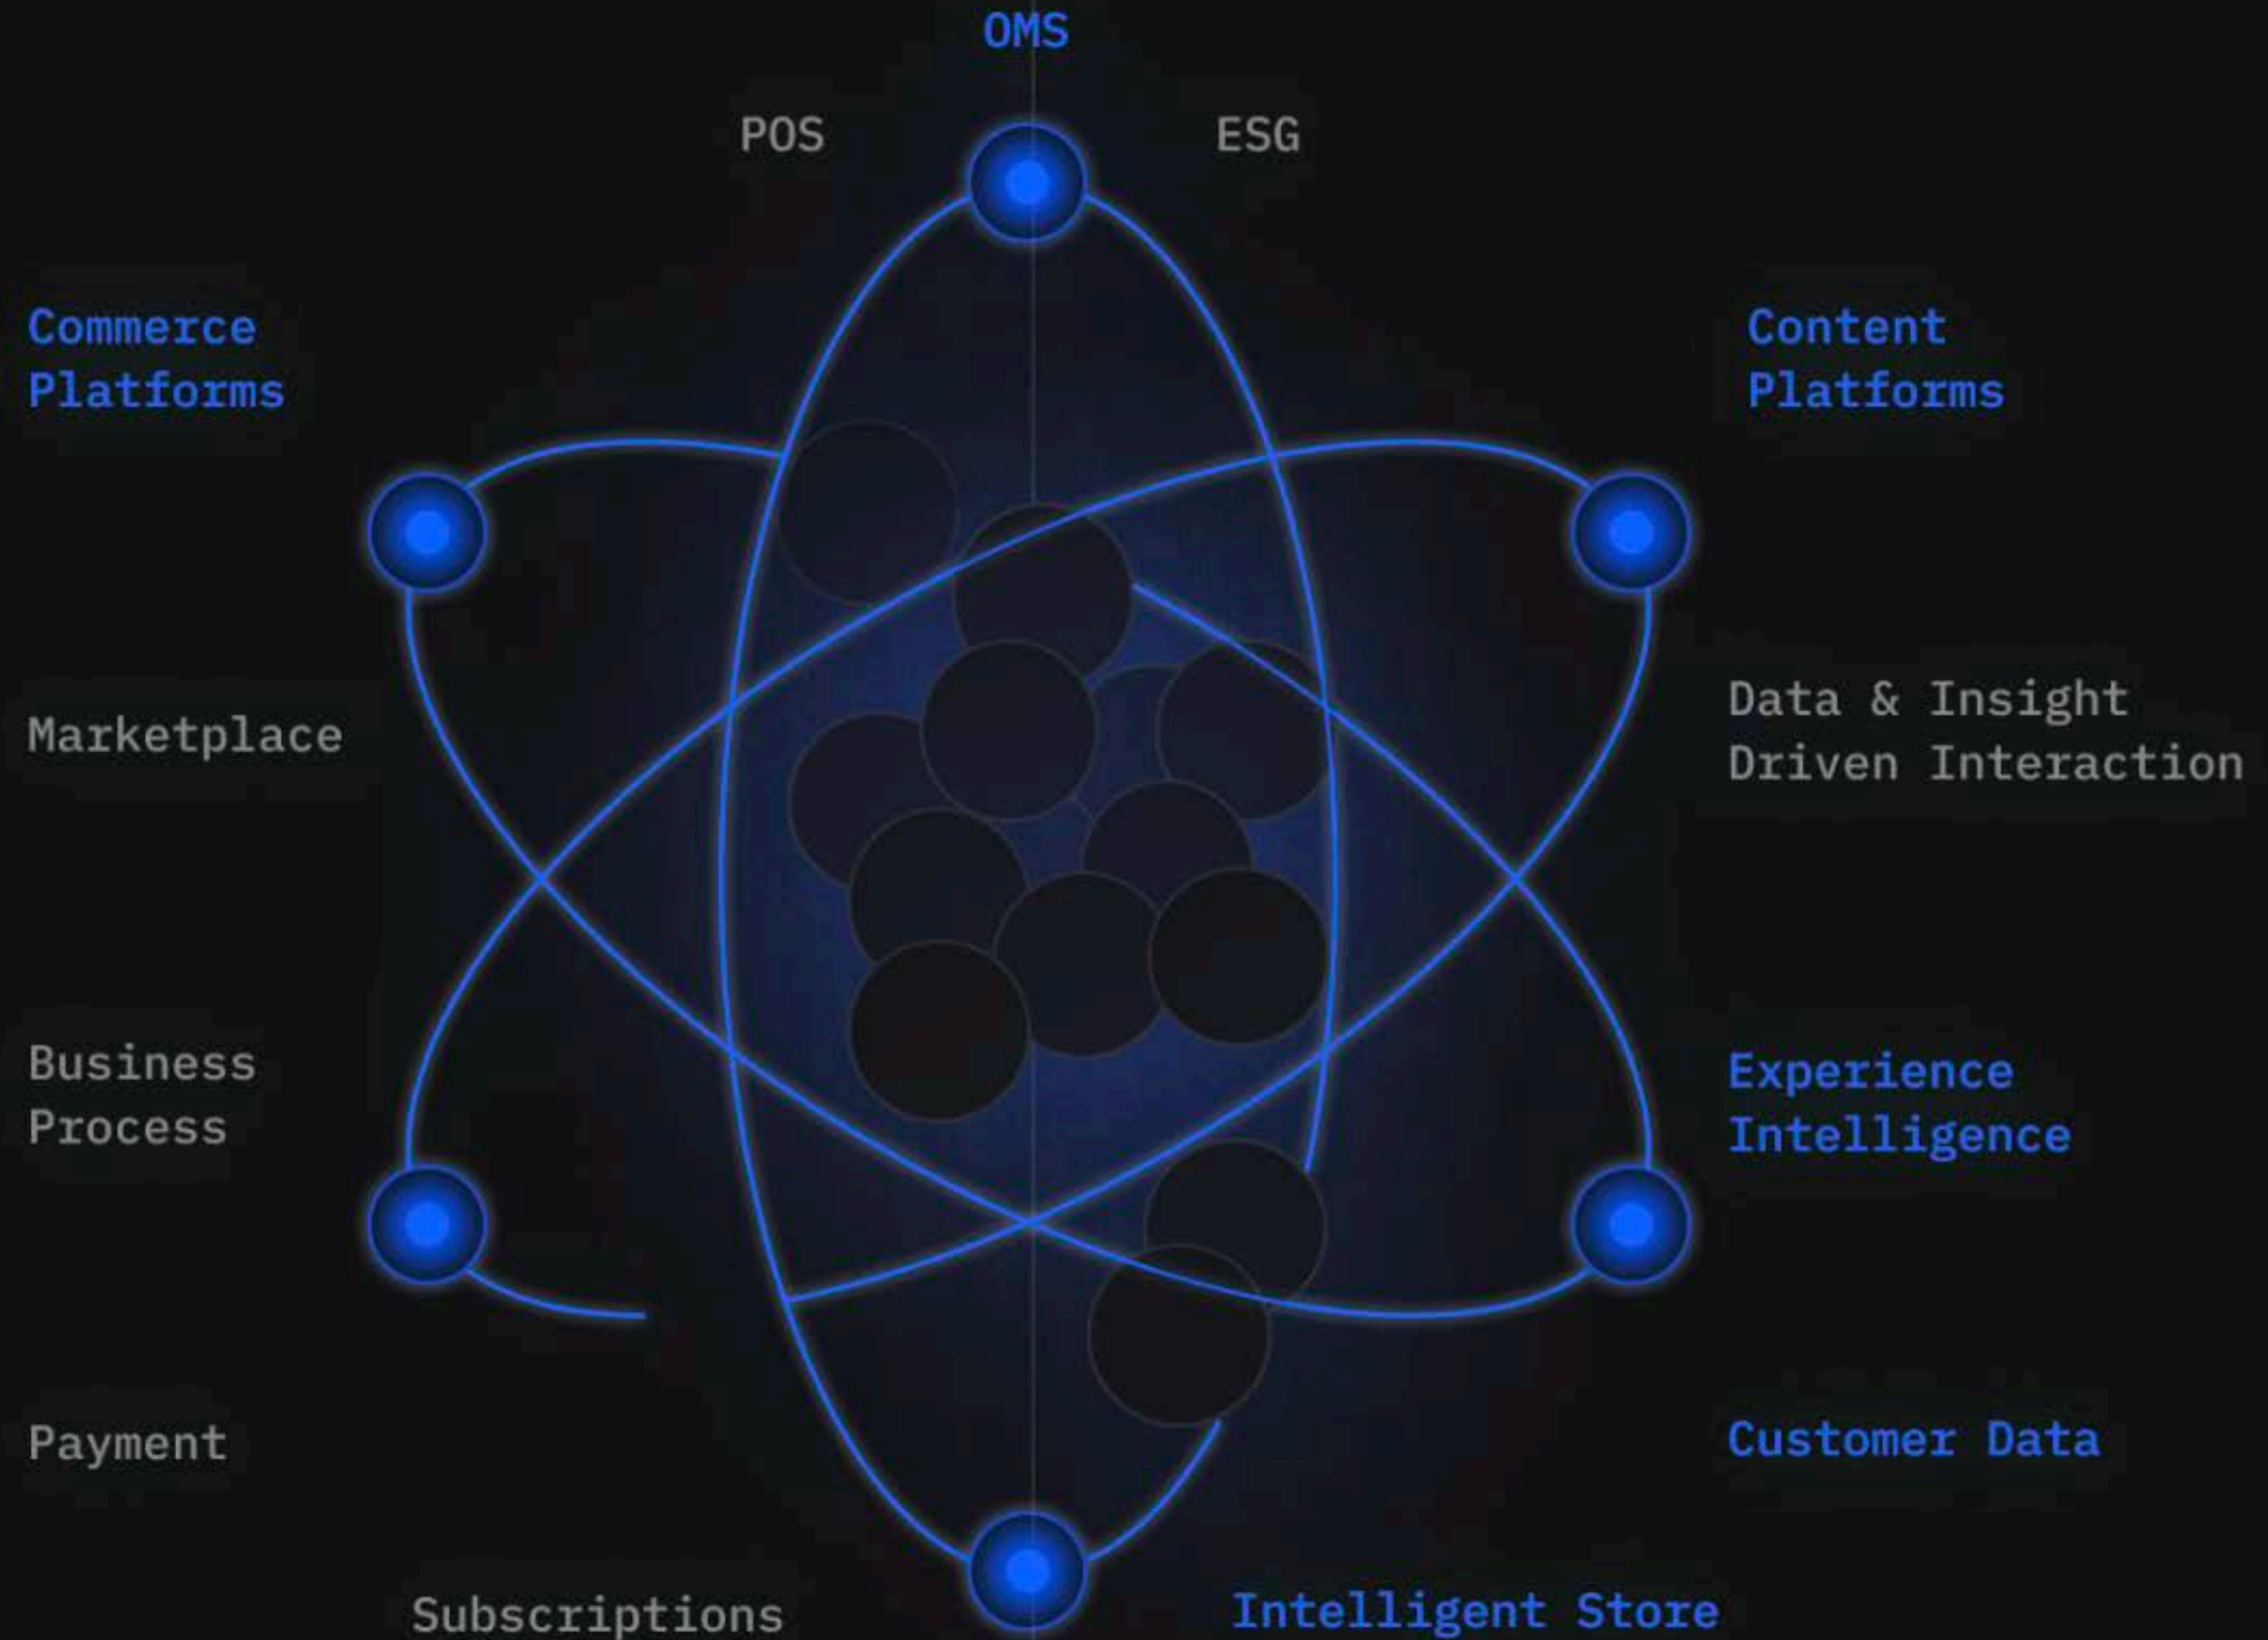 OMS
POS
ESG
Commerce
Platforms
Content
Platforms
Marketplace
Data & Insight
Driven Interaction
Business
Process
Experience
Intelligence
Payment
Customer Data
Subscriptions
Intelligent Store